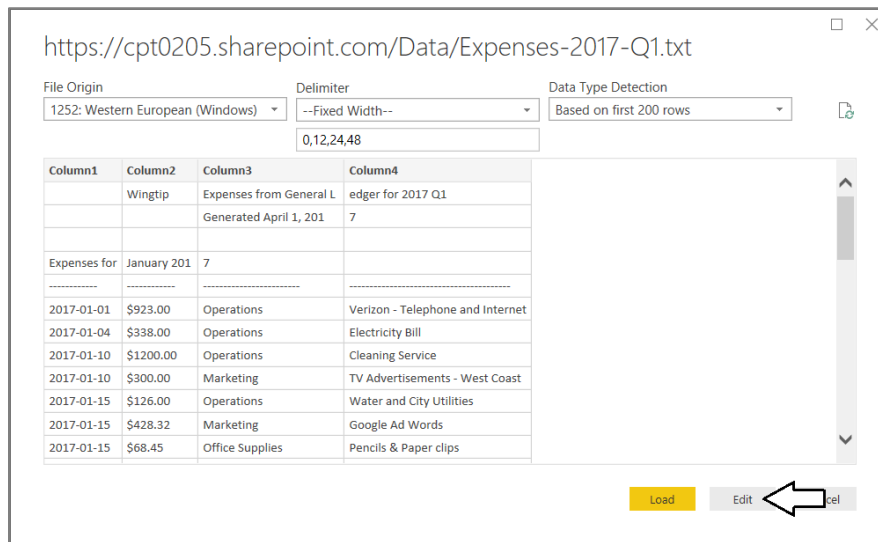 https://cpt0205.sharepoint.com/Data/Expenses-2017-Q1.txt
File Origin Delimiter Data Type Detection
1252: Western European (Windows) --Fixed Width-- Based on first 200 rows
0,12,24,48
Column1 Column2 Column3 Column4
Wingtip Expenses from General L edger for 2017 Q1
Generated April 1, 201 7
Expenses for January 201 7
------------ ------------ ------------------------ ----------------------------------------
2017-01-01 $923.00 Operations Verizon - Telephone and Internet
2017-01-04 $338.00 Operations Electricity Bill
2017-01-10 $1200.00 Operations Cleaning Service
2017-01-10 $300.00 Marketing TV Advertisements - West Coast
2017-01-15 $126.00 Operations Water and City Utilities
2017-01-15 $428.32 Marketing Google Ad Words
2017-01-15 $68.45 Office Supplies Pencils & Paper clips
Load Edit cel